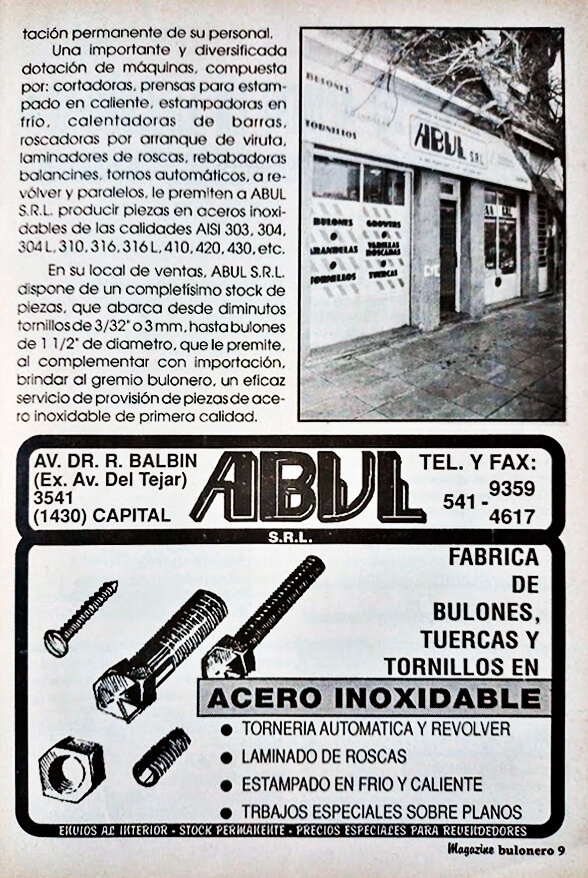 tación permanente de su personal.
Una importante y diversificada
dotación de máquinas, compuesta
por: cortadoras, prensas para estam-
pado en caliente, estampadoras en
frío, calentadoras de barras,
roscadoras por arranque de viruta,
laminadores de roscas, rebabadoras
balancines, tornos automáticos, a re-
vólver y paralelos, le premiten a ABUL
S.R.L. producir piezas en aceros inoxi-
dables de las calidades AISI 303, 304,
304 L, 310, 316, 316 L, 410, 420, 430, etc.
En su local de ventas, ABUL S.R.L.
dispone de un completísimo stock de
piezas, que abarca desde diminutos
tornillos de 3/32" o 3 mm, hasta bulones
de 1 1/2" de diametro, que le premite,
al complementar con importación,
brindar al gremio bulonero, un eficaz
servicio de provisión de piezas de ace-
ro inoxidable de primera calidad.
BULONES
TORNILLOS
ABUL S.R.L.
BULONES GROWERS
ARANDELAS VARILLAS
ROSCADAS
TORNILLOS TUERCAS
AV. DR. R. BALBIN
(Ex. Av. Del Tejar)
3541
(1430) CAPITAL
ABUL
S.R.L.
TEL. Y FAX:
541 - 9359
4617
FABRICA
DE
BULONES,
TUERCAS Y
TORNILLOS EN
ACERO INOXIDABLE
● TORNERIA AUTOMATICA Y REVOLVER
● LAMINADO DE ROSCAS
● ESTAMPADO EN FRIO Y CALIENTE
● TRBAJOS ESPECIALES SOBRE PLANOS
ENVIOS AL INTERIOR - STOCK PERMANENTE - PRECIOS ESPECIALES PARA REVENDEDORES
Magazine bulonero 9